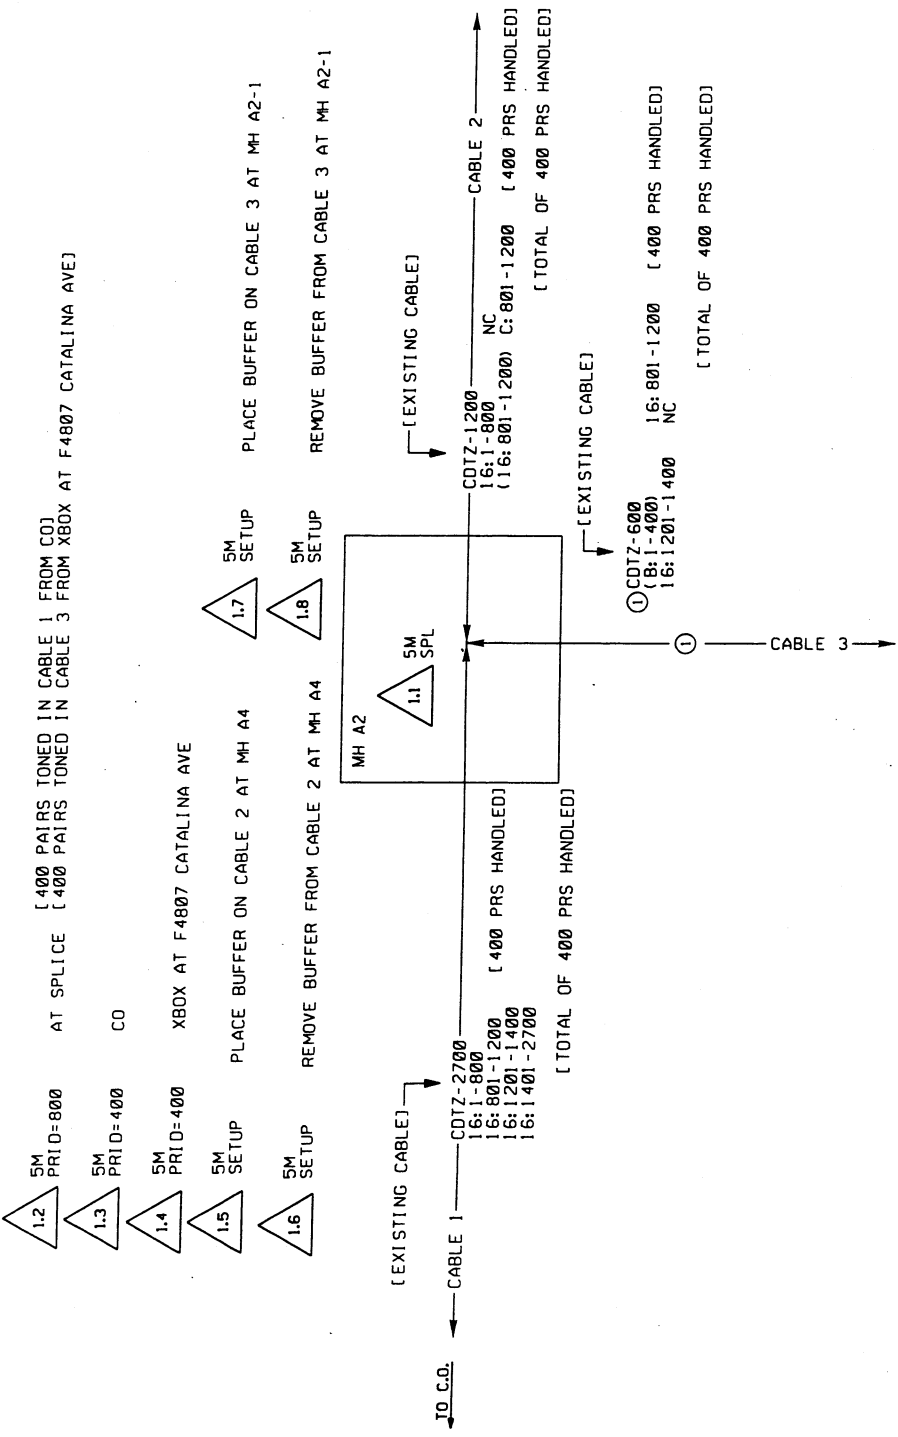 1.2
5M
PRID=800
AT SPLICE
[400 PAIRS TONED IN CABLE 1 FROM CO]
[400 PAIRS TONED IN CABLE 3 FROM XBOX AT F4807 CATALINA AVE]
1.3
5M
PRID=400
CO
1.4
5M
PRID=400
XBOX AT F4807 CATALINA AVE
1.5
5M
SETUP
PLACE BUFFER ON CABLE 2 AT MH A4
1.7
5M
SETUP
PLACE BUFFER ON CABLE 3 AT MH A2-1
1.6
5M
SETUP
REMOVE BUFFER FROM CABLE 2 AT MH A4
1.8
5M
SETUP
REMOVE BUFFER FROM CABLE 3 AT MH A2-1
MH A2
1.1
5M
SPL
[EXISTING CABLE]
[EXISTING CABLE]
TO C.O.
CABLE 1
CDTZ-2700
16:1-800
16:801-1200
16:1201-1400
16:1401-2700
[400 PRS HANDLED]
[TOTAL OF 400 PRS HANDLED]
CDTZ-1200
16:1-800 NC
(16:801-1200) C:801-1200 [400 PRS HANDLED]
[TOTAL OF 400 PRS HANDLED]
CABLE 2
[EXISTING CABLE]
1 CDTZ-600
(B:1-400) 16:801-1200 [400 PRS HANDLED]
16:1201-1400 NC
[TOTAL OF 400 PRS HANDLED]
1
CABLE 3